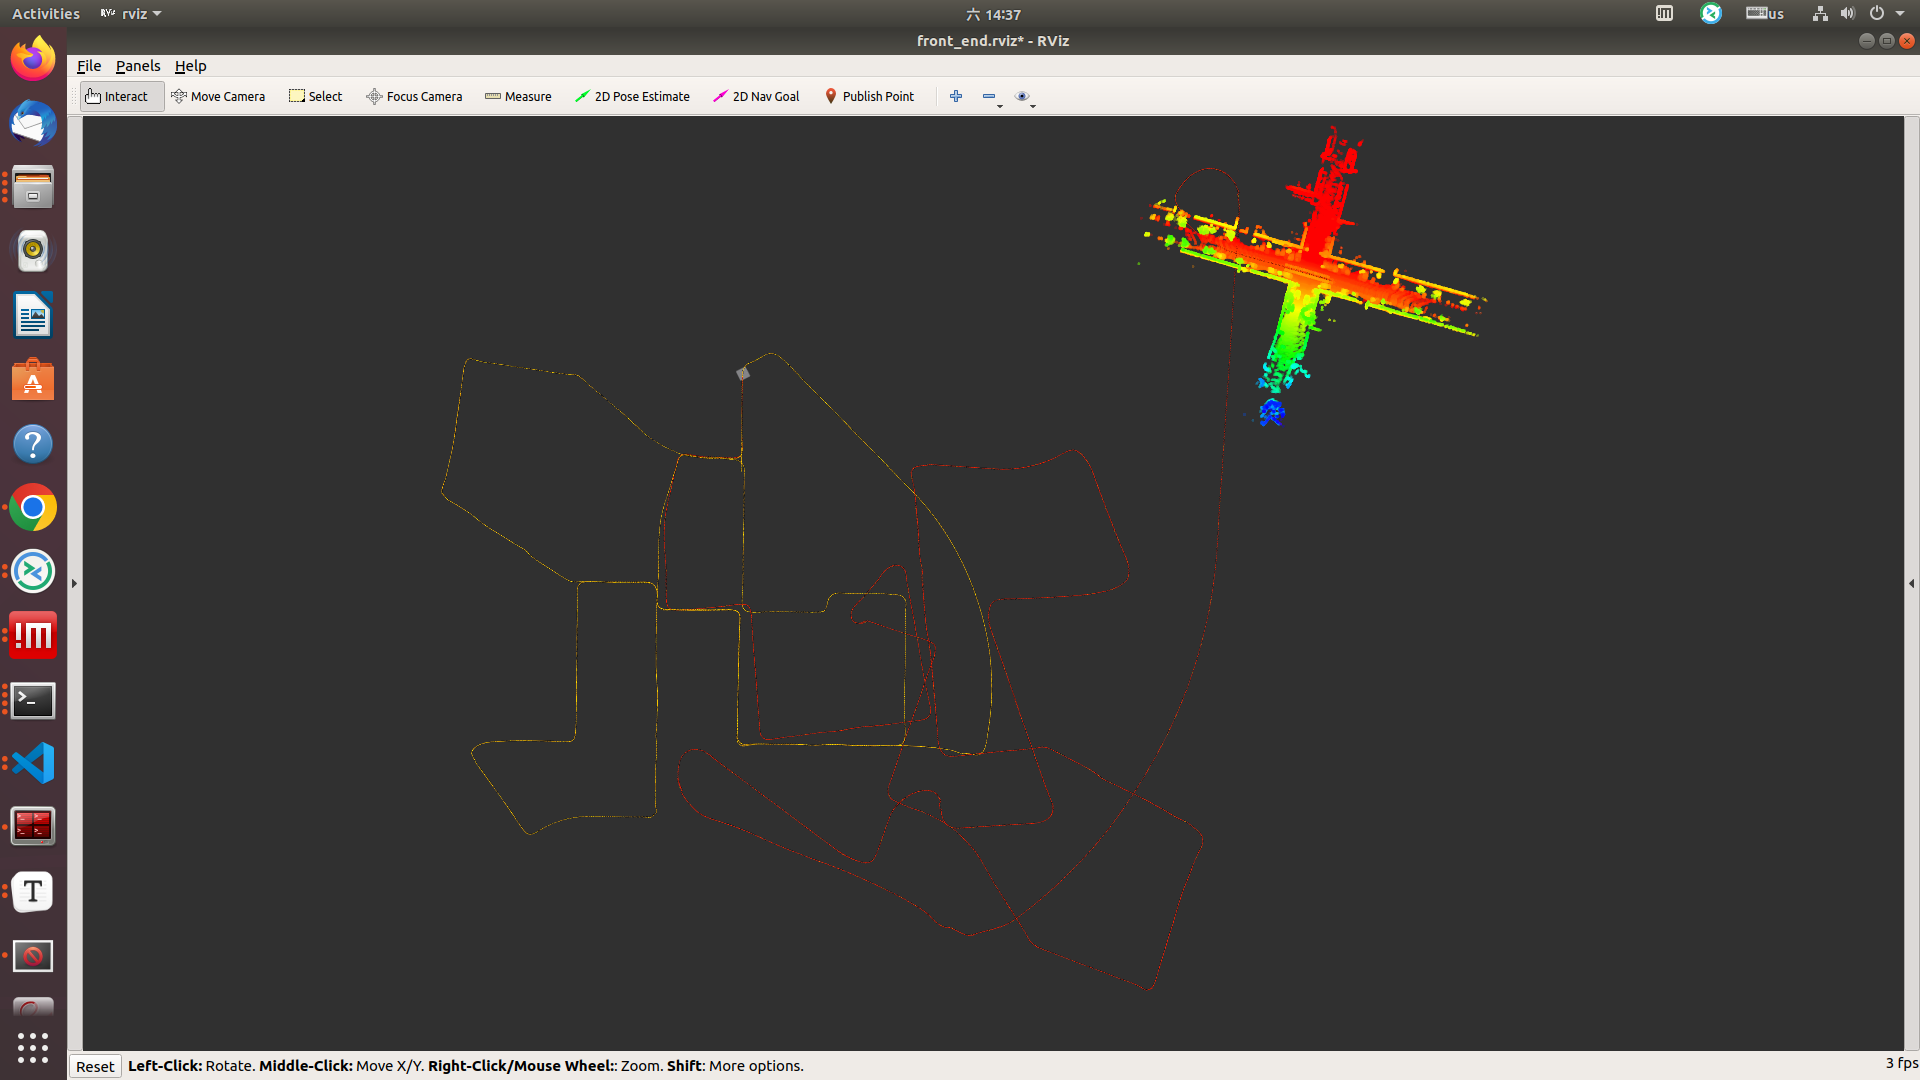 Activities rviz 六 14:37 us
front_end.rviz* - RViz
File Panels Help
Interact Move Camera Select Focus Camera Measure 2D Pose Estimate 2D Nav Goal Publish Point
Reset Left-Click: Rotate. Middle-Click: Move X/Y. Right-Click/Mouse Wheel:: Zoom. Shift: More options. 3 fps